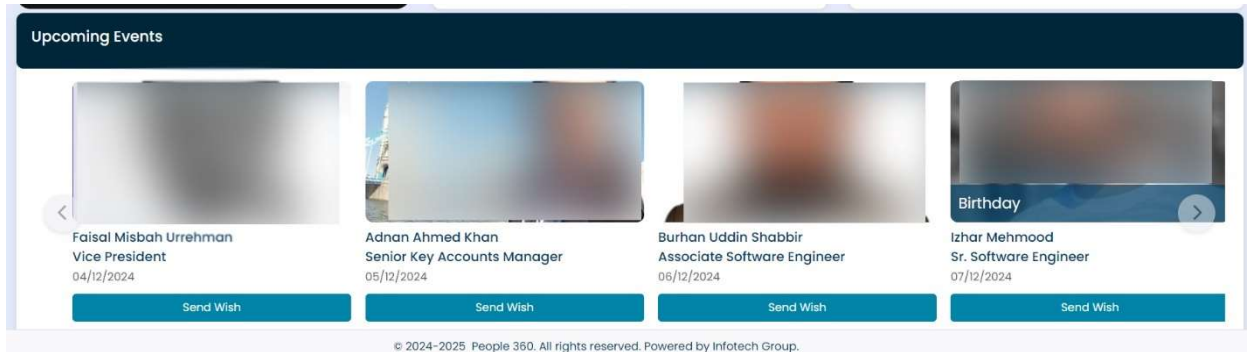 Upcoming Events
Birthday
Faisal Misbah Urrehman
Vice President
04/12/2024
Send Wish
Adnan Ahmed Khan
Senior Key Accounts Manager
05/12/2024
Send Wish
Burhan Uddin Shabbir
Associate Software Engineer
06/12/2024
Send Wish
Izhar Mehmood
Sr. Software Engineer
07/12/2024
Send Wish
© 2024-2025 People 360. All rights reserved. Powered by Infotech Group.